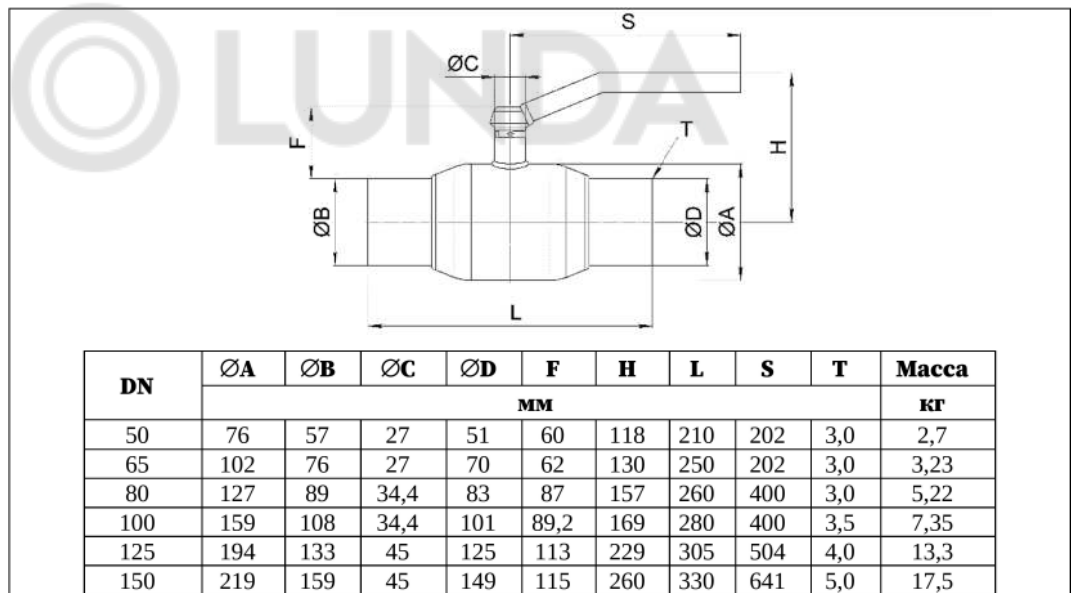 LUNDA
S
ØC
F
T
H
ØB
ØD
ØA
L
DN ØA ØB ØC ØD F H L S T Масса
мм кг
50 76 57 27 51 60 118 210 202 3,0 2,7
65 102 76 27 70 62 130 250 202 3,0 3,23
80 127 89 34,4 83 87 157 260 400 3,0 5,22
100 159 108 34,4 101 89,2 169 280 400 3,5 7,35
125 194 133 45 125 113 229 305 504 4,0 13,3
150 219 159 45 149 115 260 330 641 5,0 17,5